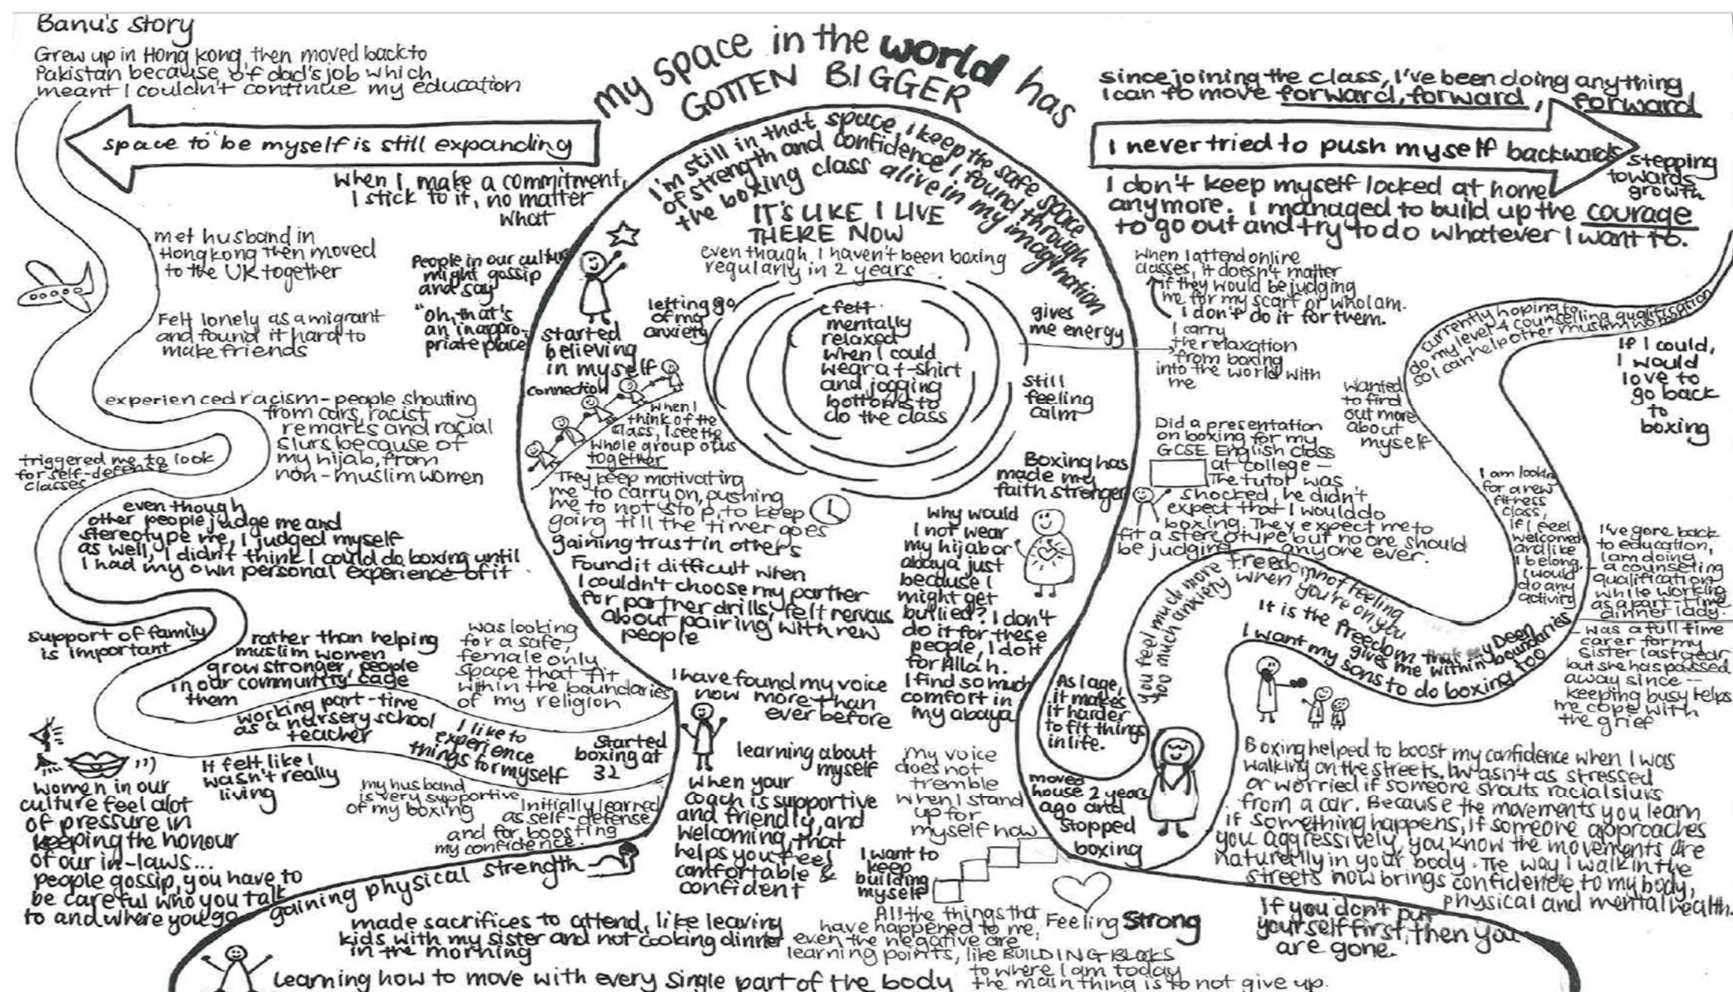 Banu's story
Grew up in Hong Kong, then moved back to
Pakistan because of dad's job which
meant I couldn't continue my education
space to be myself is still expanding
when I make a commitment,
I stick to it, no matter
what
met husband in
Hong Kong then moved
to the UK together
Felt lonely as a migrant
and found it hard to
make friends
experienced racism - people shouting
from cars, racist
remarks and racial
slurs because of
my hijab, from
non-muslim women
triggered me to look
for self-defense
classes
even though
other people judge me and
stereotype me, I judged myself
as well, I didn't think I could do boxing until
I had my own personal experience of it.
support of family
is important
rather than helping
muslim women
grow stronger, people
in our community cage
them
was looking
for a safe,
female only
space that fit
within the boundaries
of my religion
working part-time
as a nursery school
teacher
I like to
experience
things for myself
Started
boxing at
32
It felt like I
wasn't really
living
my husband
is very supportive
of my boxing
Initially learned
as self-defense
and for boosting
my confidence.
women in our
culture feel alot
of pressure in
keeping the honour
of our in-laws...
people gossip, you have to
be careful who you talk
to and where you go
my space in the world has
GOTTEN BIGGER
I'm still in that space, I keep the safe space
of strength and confidence I found through
the boxing class alive in my imagination
IT'S LIKE I LIVE
THERE NOW
even though I haven't been boxing
regularly in 2 years.
People in our culture
might gossip
and say
"oh, that's
an inappro-
priate place"
started
believing
in myself
letting go
of my
anxiety
I felt
mentally
relaxed
when I could
wear a t-shirt
and jogging
bottoms to
do the class
gives
me energy
still
feeling
calm
connection
when I
think of the
class, I see the
whole group of us
together
They keep motivating
me to carry on, pushing
me to not stop, to keep
going till the timer goes
gaining trust in others
Found it difficult when
I couldn't choose my partner
for partner drills, felt nervous
about pairing with new
people
Boxing has
made my
faith stronger
why would
I not wear
my hijab or
abaya just
because I
might get
bullied? I don't
do it for these
people, I do it
for Allah.
I find so much
comfort in
my abaya
I have found my voice
now more than
ever before
learning about
myself
When your
coach is supportive
and friendly, and
welcoming, that
helps you feel
comfortable &
confident
my voice
does not
tremble
when I stand
up for
myself now
I want to
keep
building
myself
gaining physical strength
made sacrifices to attend, like leaving
kids with my sister and not cooking dinner
in the morning
Learning how to move with every single part of the body
All the things that
have happened to me,
even the negative are
learning points, like BUILDING BLOCKS
to where I am today
the main thing is to not give up.
Feeling Strong
since joining the class, I've been doing anything
I can to move forward, forward, forward
I never tried to push myself backwards
stepping
towards
growth
I don't keep myself locked at home
anymore. I managed to build up the courage
to go out and try to do whatever I want to.
When I attend online
classes, it doesn't matter
if they would be judging
me for my scarf or who I am.
I don't do it for them.
I carry
the relaxation
from boxing
into the world with
me
currently hoping to
do my level 4 counselling qualification
so I can help other muslim women
If I could,
I would
love to
go back
to
boxing
wanted
to find
out more
about
myself
Did a presentation
on boxing for my
GCSE English class
at college -
The tutor was
shocked, he didn't
expect that I would do
boxing. They expect me to
fit a stereotype but no one should
be judging anyone ever.
I am looking
for a new
fitness
class,
if I feel
welcomed
and like
I belong,
I would
do any
activity
I've gone back
to education,
I am doing
a counseling
qualification
while working
as a part-time
dinner lady.
was a full time
carer for my
sister last year
but she has passed
away since -
keeping busy helps
me cope with
the grief
you feel much more freedom not feeling
too much anxiety when you're on you
It is the freedom that my Deen
gives me within boundaries
I want my sons to do boxing too
As I age,
it makes
it harder
to fit things
in life.
moved
house 2 years
ago and
stopped
boxing
Boxing helped to boost my confidence when I was
walking on the streets, I wasn't as stressed
or worried if someone shouts racial slurs
from a car. Because the movements you learn
if something happens, if someone approaches
you aggressively, you know the movements are
naturally in your body. The way I walk in the
streets now brings confidence to my body,
physical and mental health.
If you don't put
yourself first, then you
are gone.